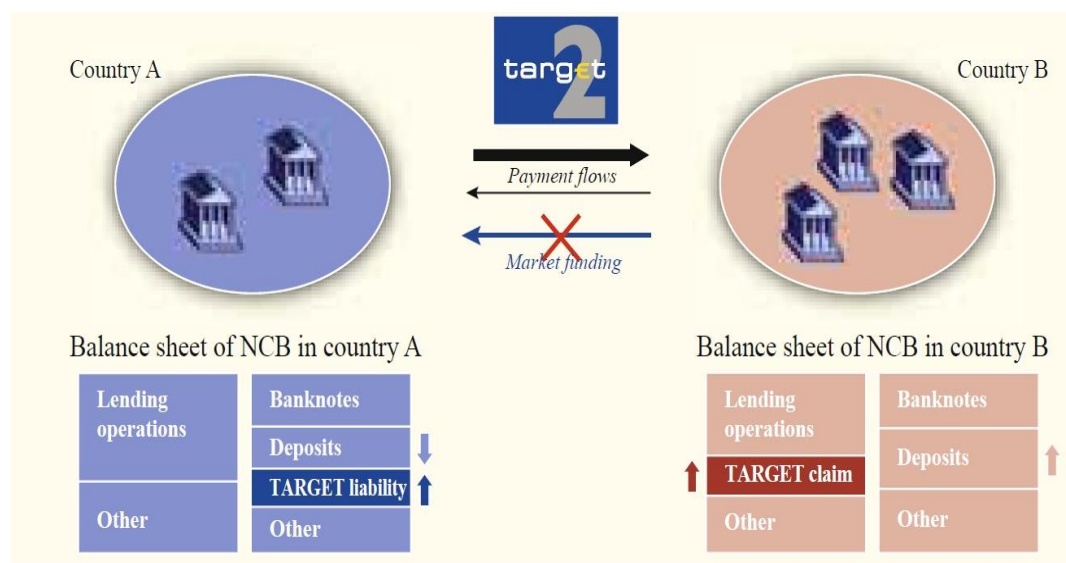 Country A
target
2
Country B
Payment flows
Market funding
Balance sheet of NCB in country A
Lending
operations
Other
Banknotes
Deposits
TARGET liability
Other
Balance sheet of NCB in country B
Lending
operations
TARGET claim
Other
Banknotes
Deposits
Other